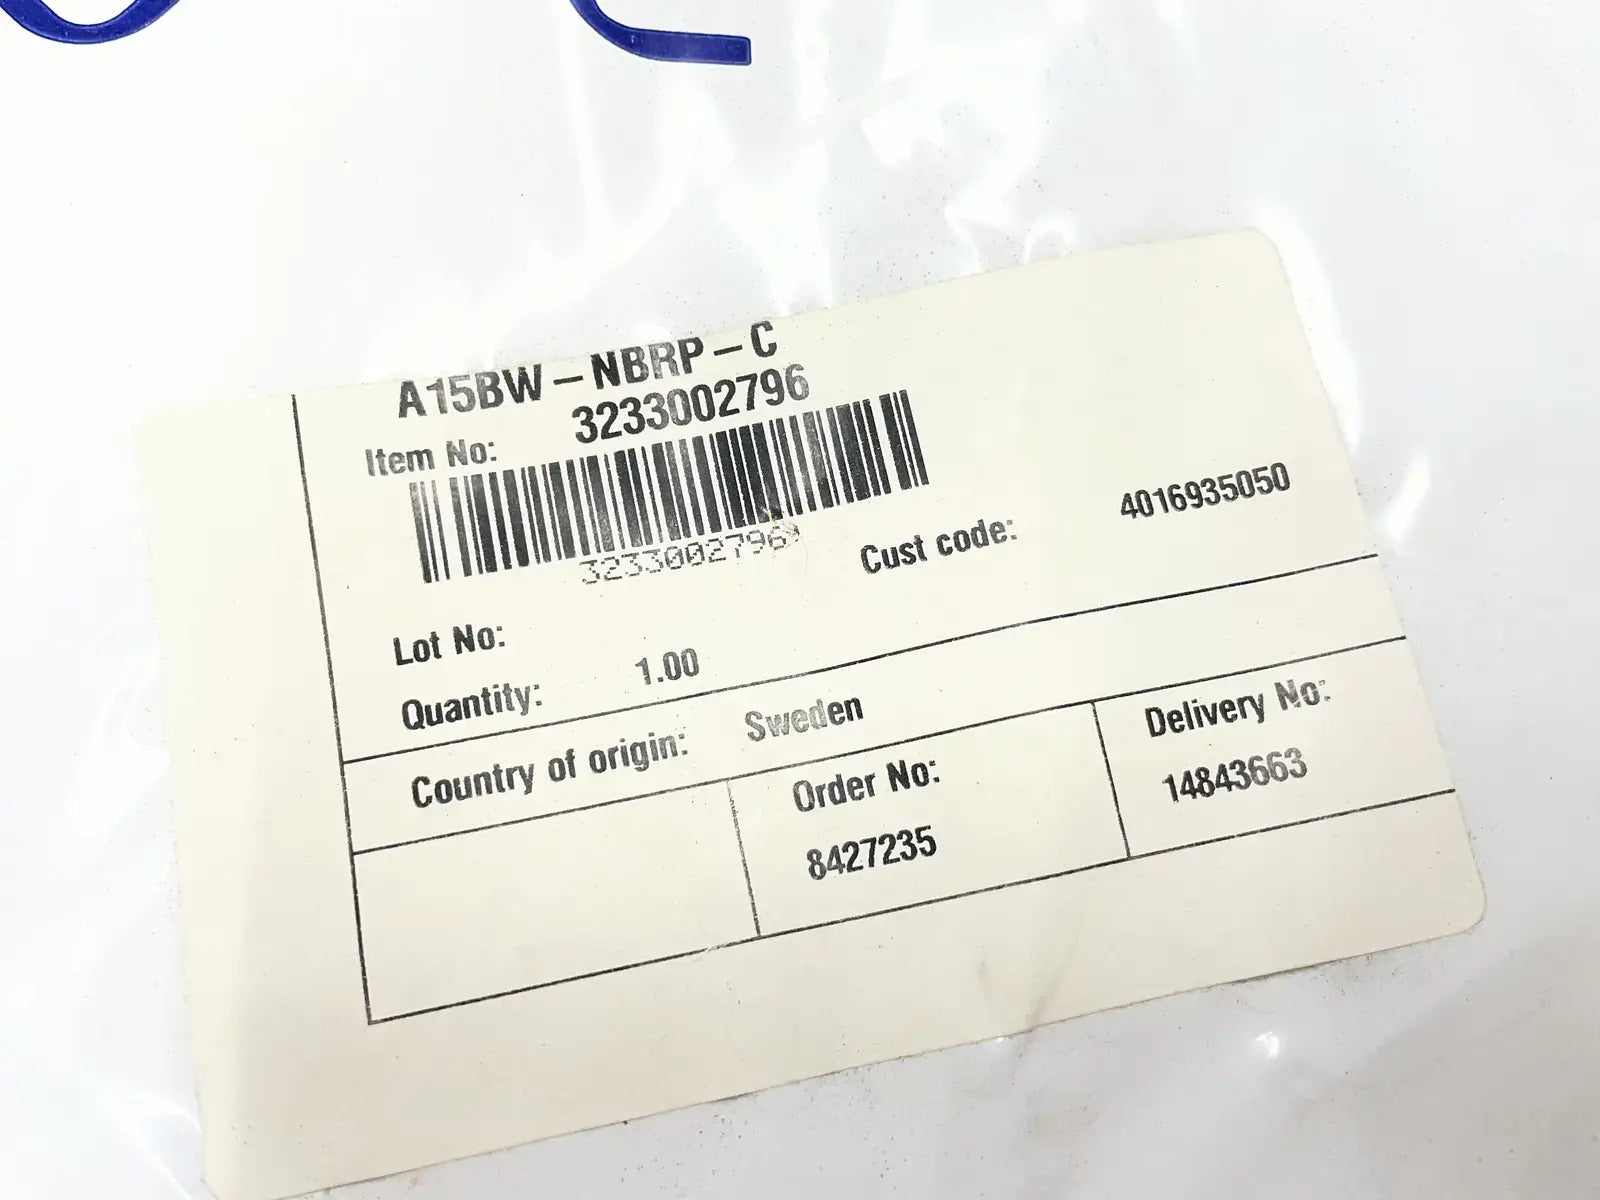 A15BW-NBRP-C
Item No: 3233002796
3233002796
Cust code: 4016935050
Lot No:
Quantity: 1.00
Country of origin: Sweden
Order No: Delivery No:
8427235 14843663